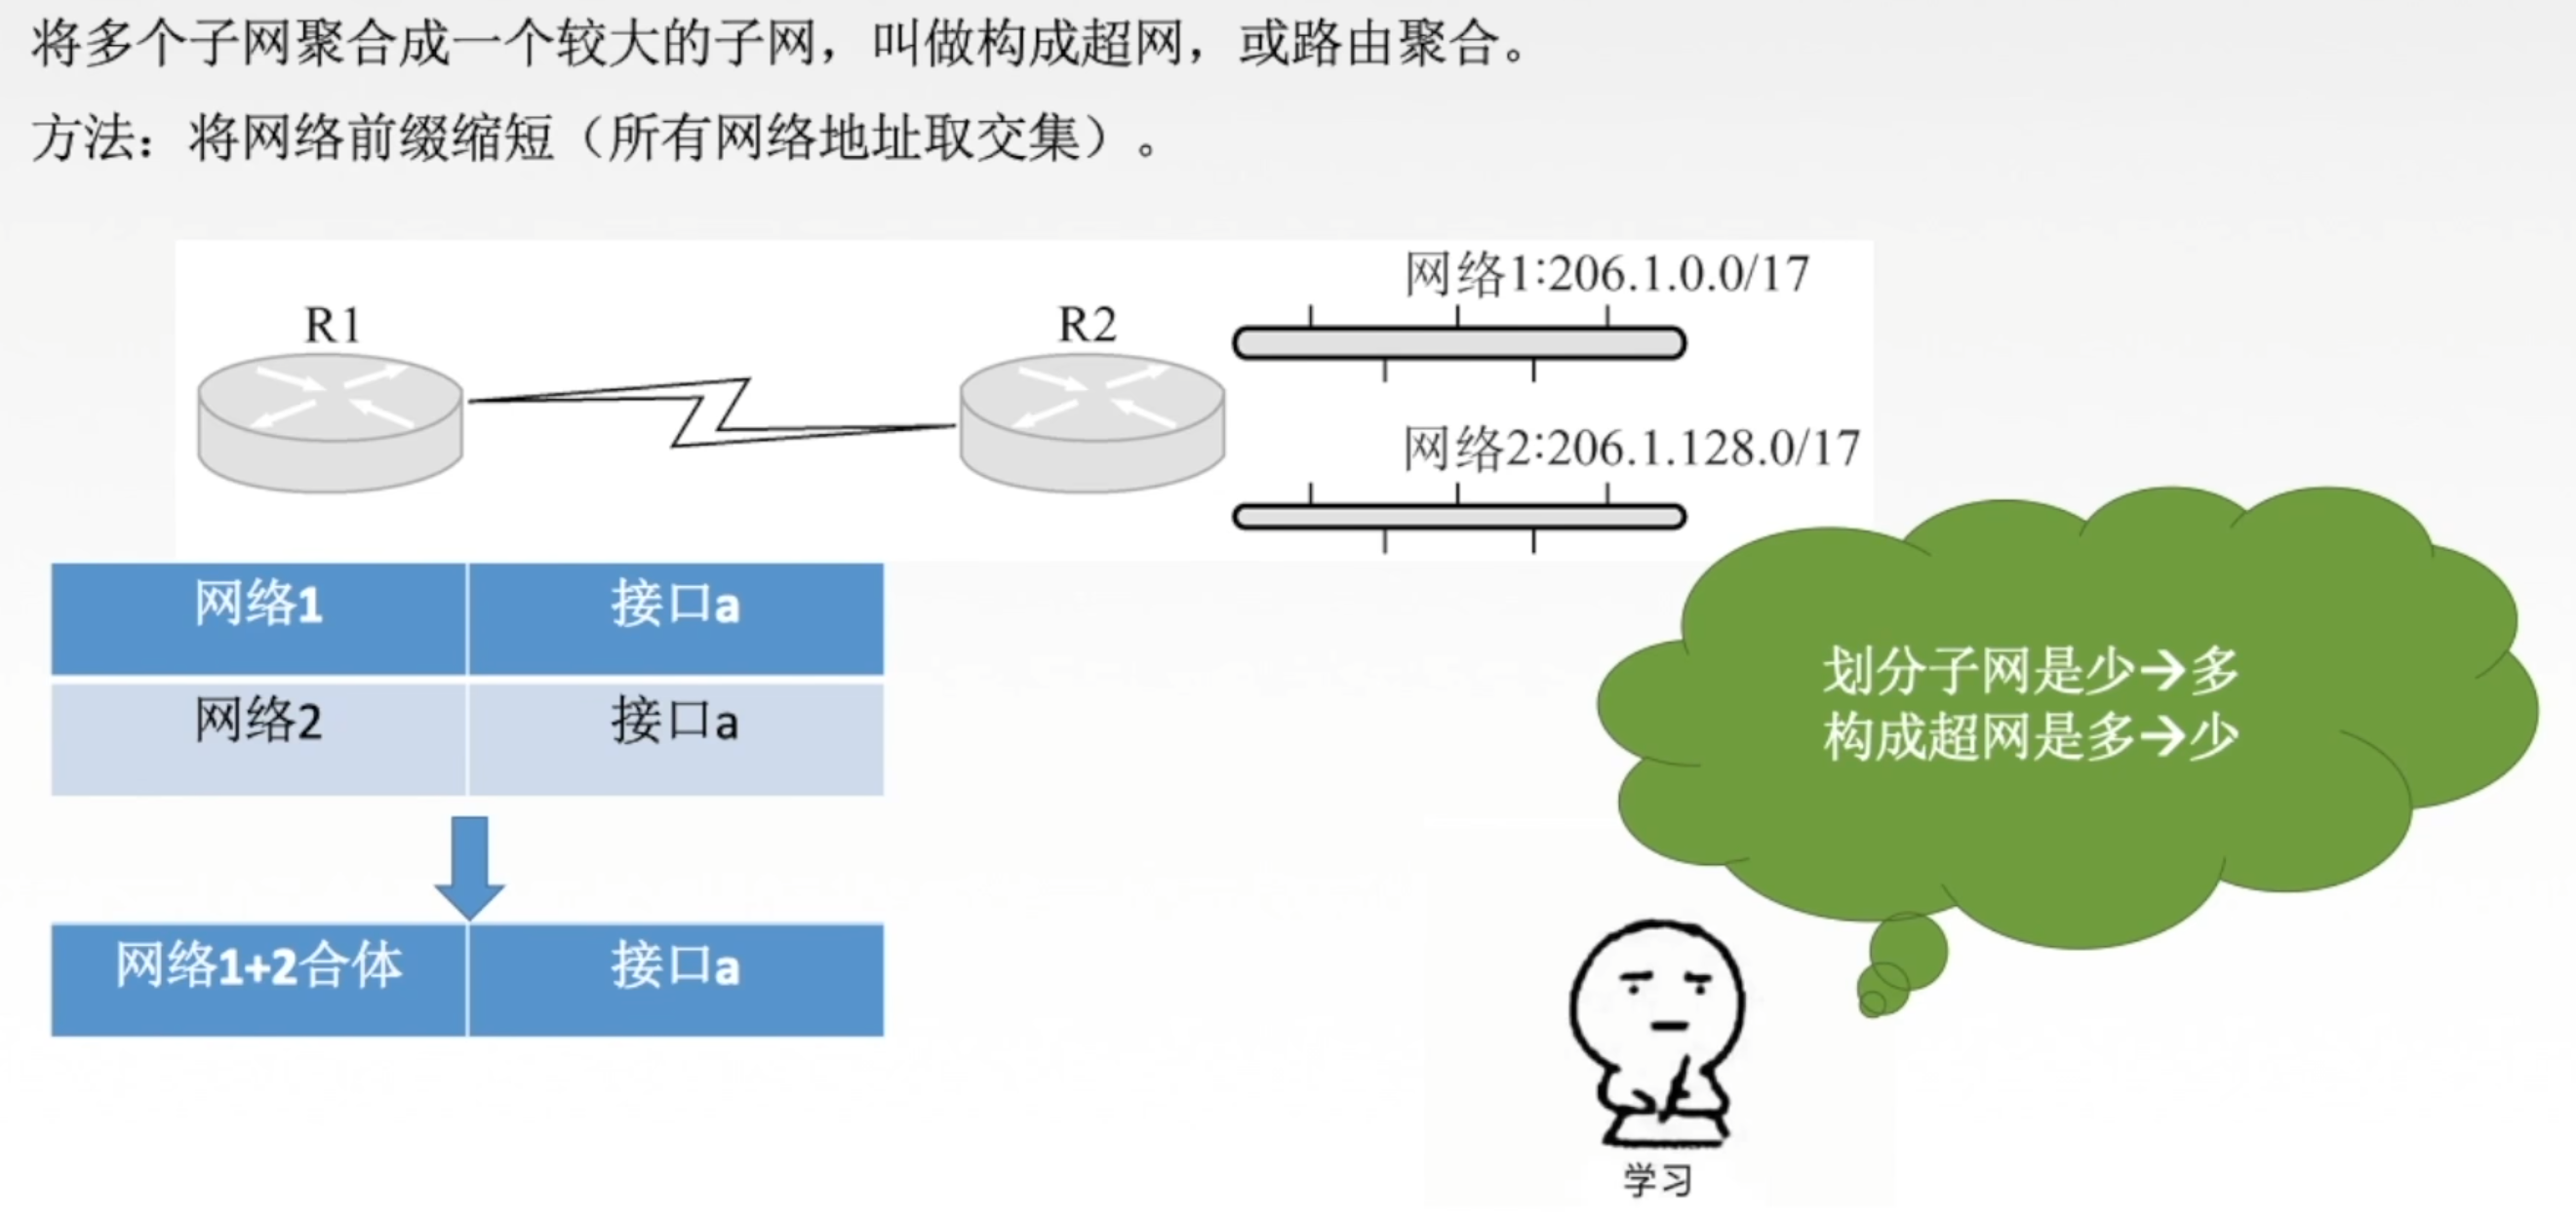 将多个子网聚合成一个较大的子网，叫做构成超网，或路由聚合。
方法：将网络前缀缩短（所有网络地址取交集）。
网络1:206.1.0.0/17
R1
R2
网络2:206.1.128.0/17
网络1 接口a
网络2 接口a
网络1+2合体 接口a
划分子网是少→多
构成超网是多→少
学习